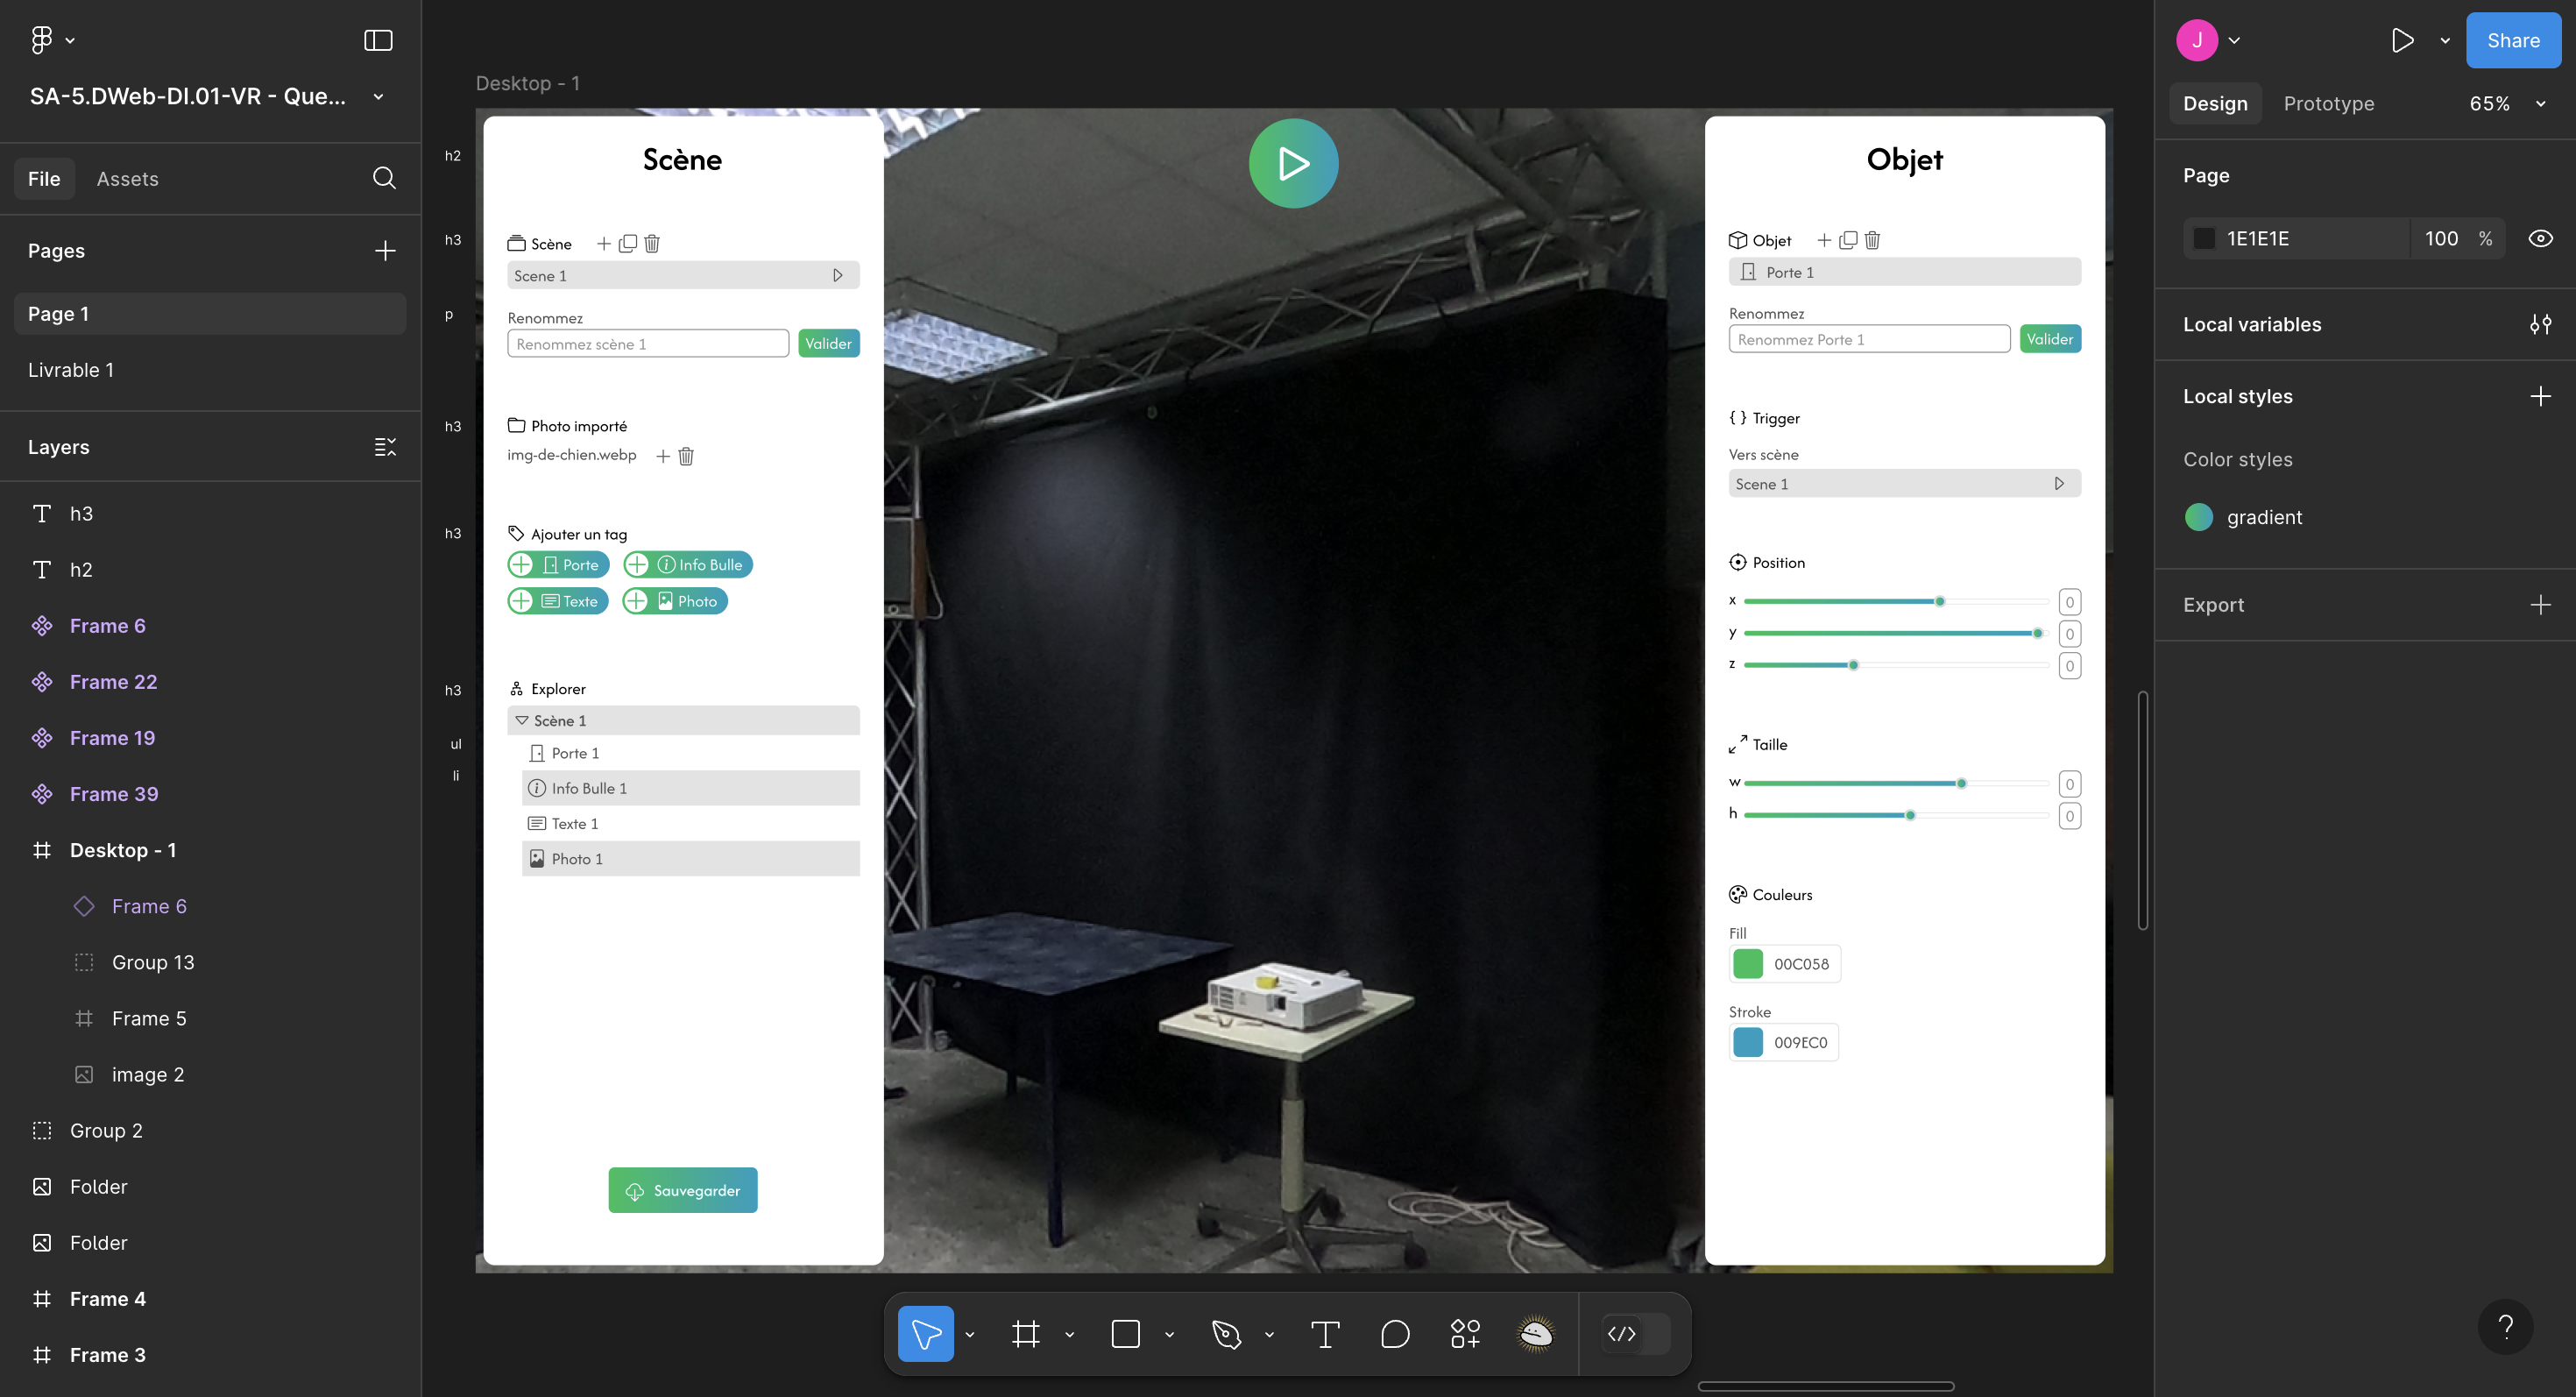 SA-5.DWeb-DI.01-VR - Que...
File
Assets
Pages
Page 1
Livrable 1
Layers
h3
h2
Frame 6
Frame 22
Frame 19
Frame 39
Desktop - 1
Frame 6
Group 13
Frame 5
image 2
Group 2
Folder
Folder
Frame 4
Frame 3
Desktop - 1
h2
h3
p
h3
h3
h3
ul
li
Scène
Scène
Scene 1
Renommez
Renommez scène 1
Valider
Photo importé
img-de-chien.webp
Ajouter un tag
Porte
Info Bulle
Texte
Photo
Explorer
Scène 1
Porte 1
Info Bulle 1
Texte 1
Photo 1
Sauvegarder
Objet
Objet
Porte 1
Renommez
Renommez Porte 1
Valider
{ } Trigger
Vers scène
Scene 1
Position
x 0
y 0
z 0
Taille
w 0
h 0
Couleurs
Fill
00C058
Stroke
009EC0
J
Share
Design
Prototype
65%
Page
1E1E1E
100 %
Local variables
Local styles
Color styles
gradient
Export
</>
?